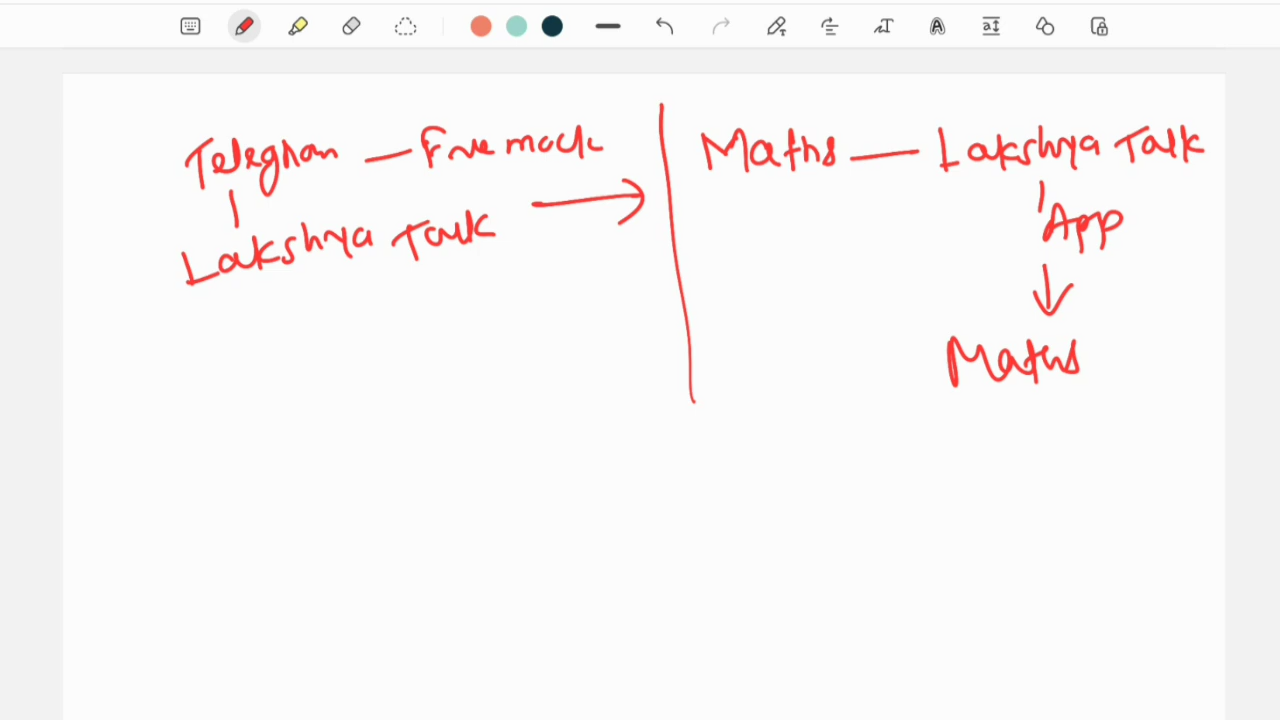 Telegram — Free mock
Lakshya Talk
Maths — Lakshya Talk
App
Maths